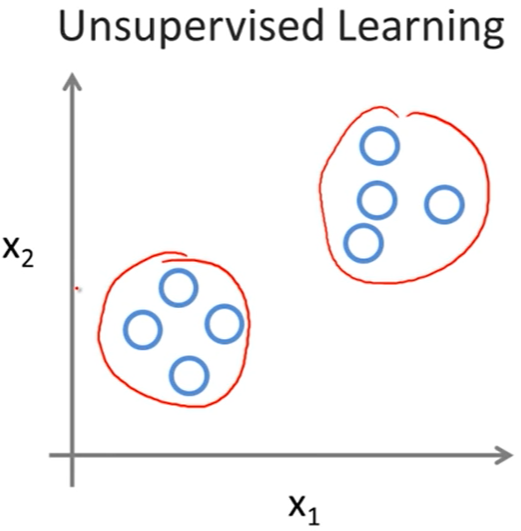 Unsupervised Learning
x₂
x₁